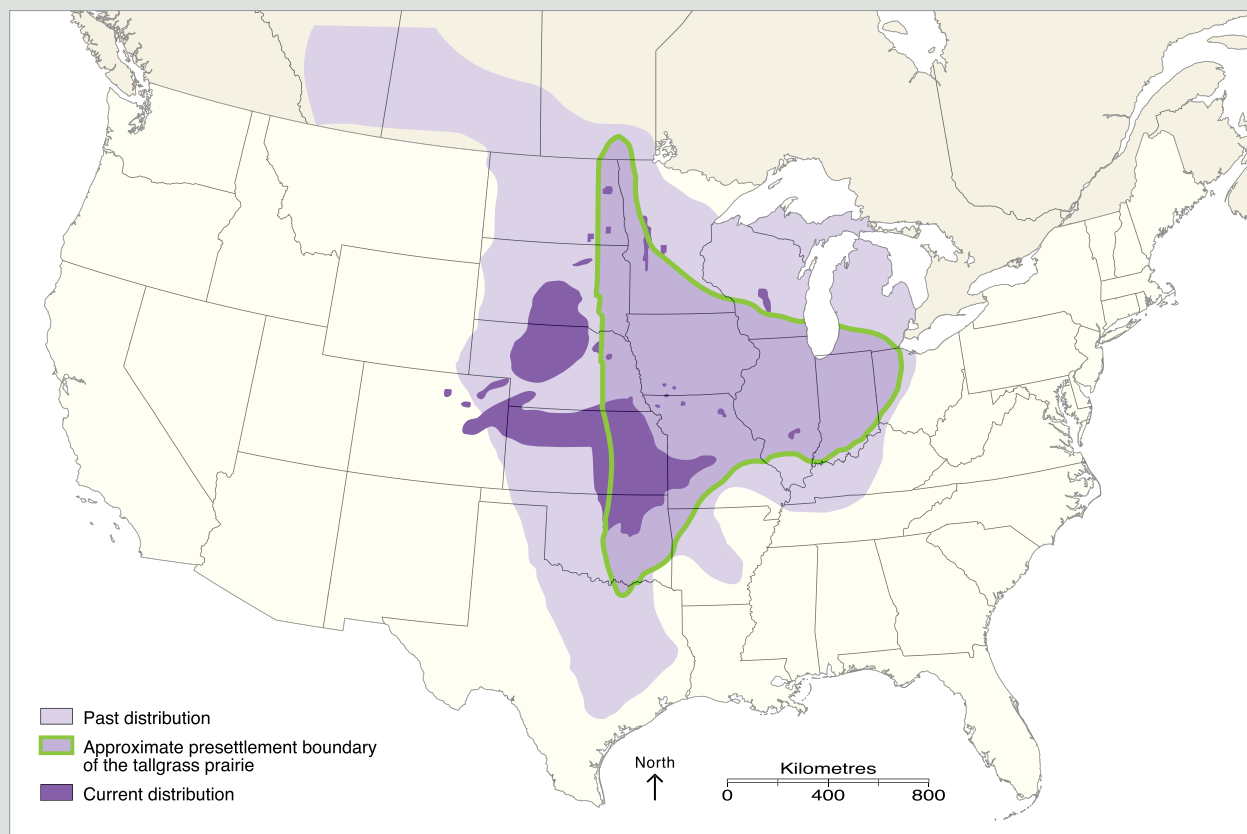 Past distribution
Approximate presettlement boundary
of the tallgrass prairie
Current distribution
North
Kilometres
0 400 800